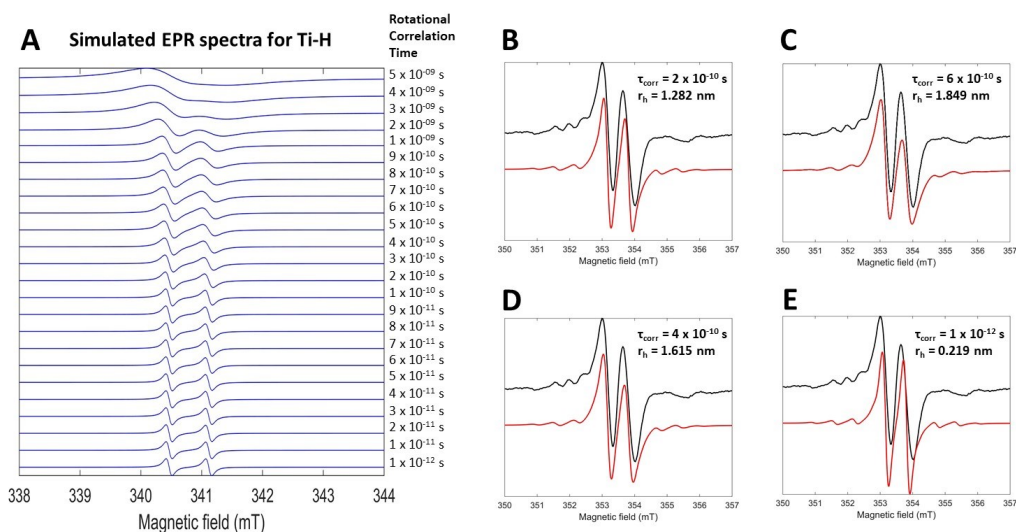 A
Simulated EPR spectra for Ti-H
Rotational
Correlation
Time
5 x 10⁻⁰⁹ s
4 x 10⁻⁰⁹ s
3 x 10⁻⁰⁹ s
2 x 10⁻⁰⁹ s
1 x 10⁻⁰⁹ s
9 x 10⁻¹⁰ s
8 x 10⁻¹⁰ s
7 x 10⁻¹⁰ s
6 x 10⁻¹⁰ s
5 x 10⁻¹⁰ s
4 x 10⁻¹⁰ s
3 x 10⁻¹⁰ s
2 x 10⁻¹⁰ s
1 x 10⁻¹⁰ s
9 x 10⁻¹¹ s
8 x 10⁻¹¹ s
7 x 10⁻¹¹ s
6 x 10⁻¹¹ s
5 x 10⁻¹¹ s
4 x 10⁻¹¹ s
3 x 10⁻¹¹ s
2 x 10⁻¹¹ s
1 x 10⁻¹¹ s
1 x 10⁻¹² s
338 339 340 341 342 343 344
Magnetic field (mT)
B
τcorr = 2 x 10⁻¹⁰ s
rh = 1.282 nm
350 351 352 353 354 355 356 357
Magnetic field (mT)
C
τcorr = 6 x 10⁻¹⁰ s
rh = 1.849 nm
350 351 352 353 354 355 356 357
Magnetic field (mT)
D
τcorr = 4 x 10⁻¹⁰ s
rh = 1.615 nm
350 351 352 353 354 355 356 357
Magnetic field (mT)
E
τcorr = 1 x 10⁻¹² s
rh = 0.219 nm
350 351 352 353 354 355 356 357
Magnetic field (mT)